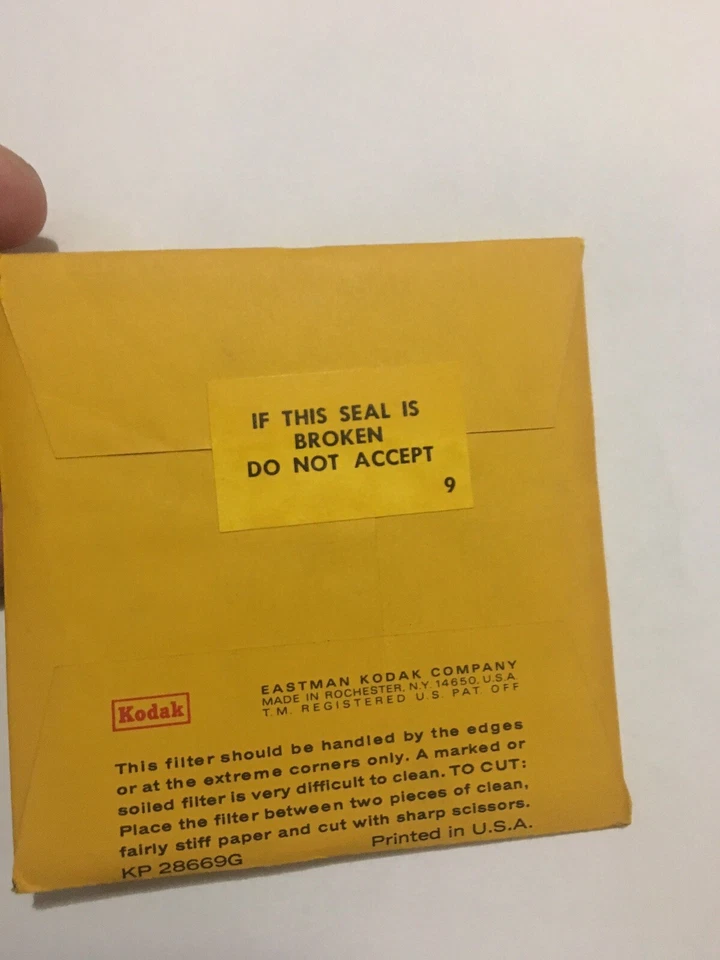 IF THIS SEAL IS
BROKEN
DO NOT ACCEPT
9
Kodak
EASTMAN KODAK COMPANY
MADE IN ROCHESTER, N.Y. 14650, U.S.A.
T.M. REGISTERED U.S. PAT. OFF
This filter should be handled by the edges
or at the extreme corners only. A marked or
soiled filter is very difficult to clean. TO CUT:
Place the filter between two pieces of clean,
fairly stiff paper and cut with sharp scissors.
KP 28669G
Printed in U.S.A.